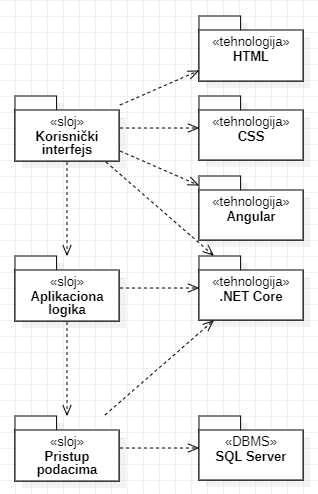 «tehnologija»
HTML
«sloj»
Korisnički
interfejs
«tehnologija»
CSS
«tehnologija»
Angular
«sloj»
Aplikaciona
logika
«tehnologija»
.NET Core
«sloj»
Pristup
podacima
«DBMS»
SQL Server